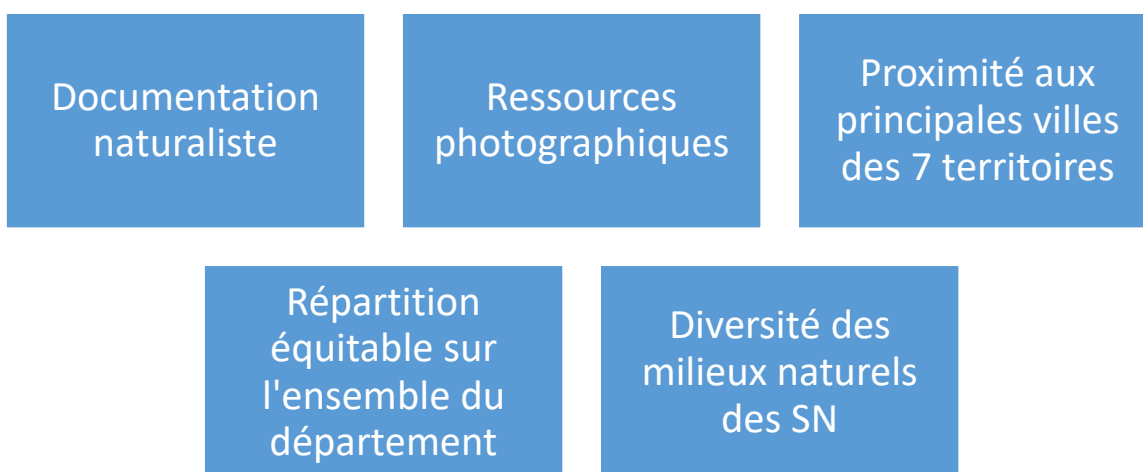 Documentation
naturaliste
Ressources
photographiques
Proximité aux
principales villes
des 7 territoires
Répartition
équitable sur
l'ensemble du
département
Diversité des
milieux naturels
des SN